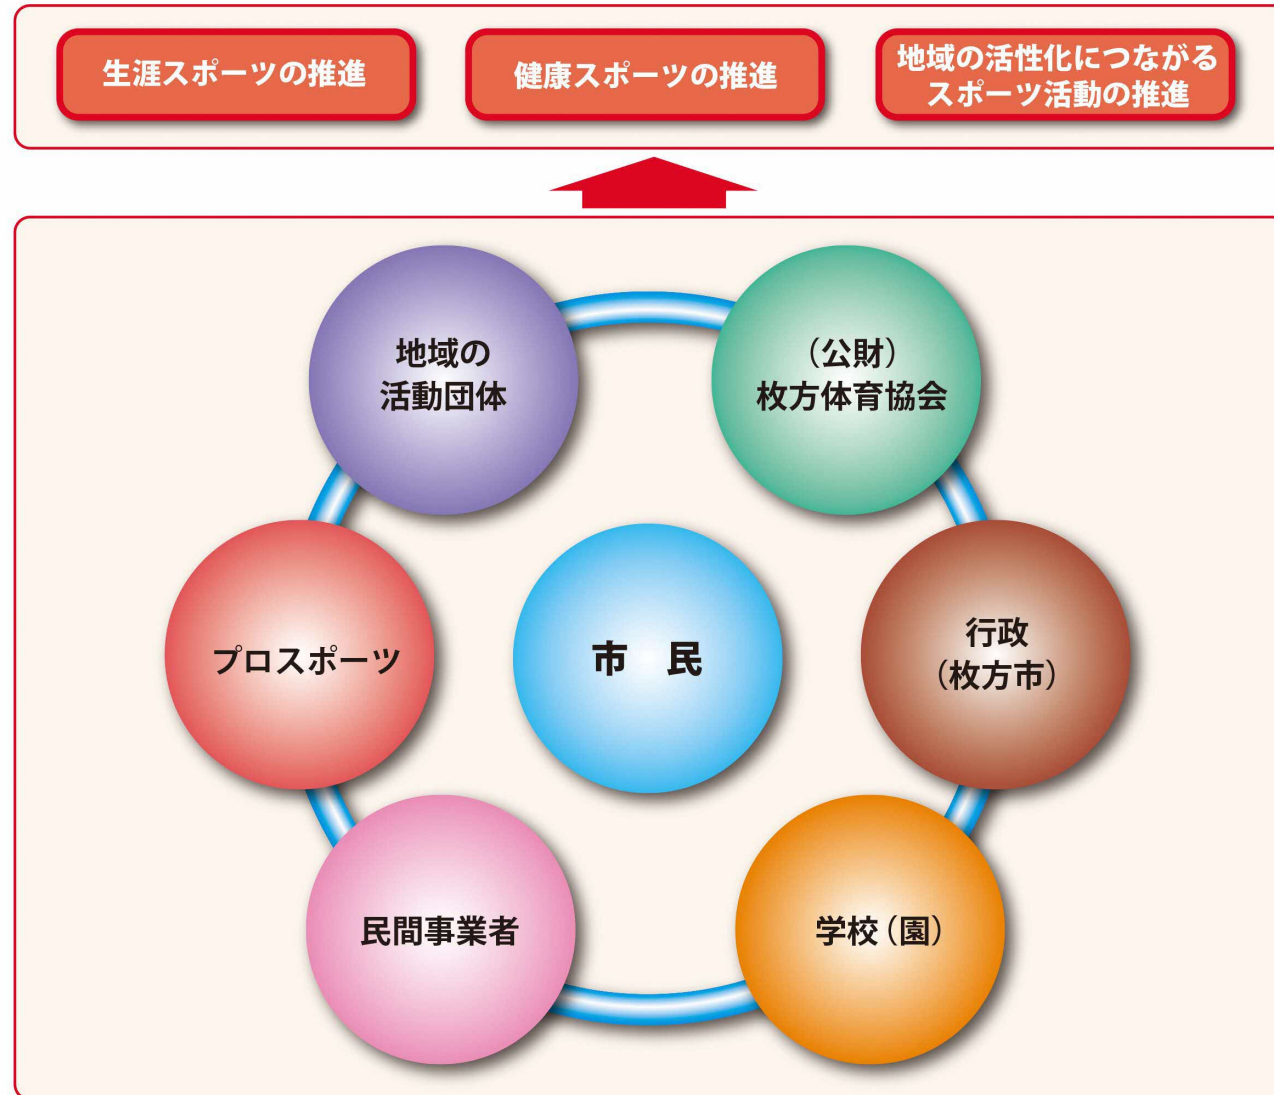 生涯スポーツの推進
健康スポーツの推進
地域の活性化につながる
スポーツ活動の推進
地域の
活動団体
（公財）
枚方体育協会
プロスポーツ
市　民
行政
（枚方市）
民間事業者
学校（園）